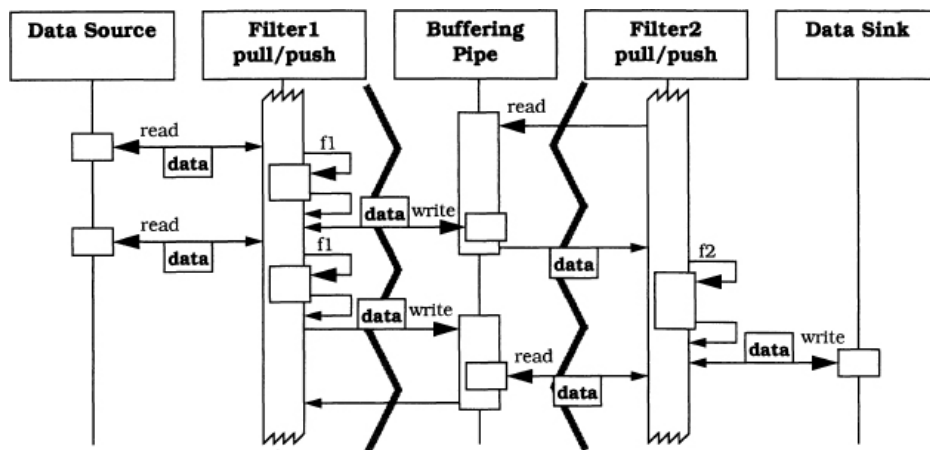 Data Source
Filter1
pull/push
Buffering
Pipe
Filter2
pull/push
Data Sink
read
read
data
f1
data
write
read
data
f1
data
f2
data
write
read
data
write
data